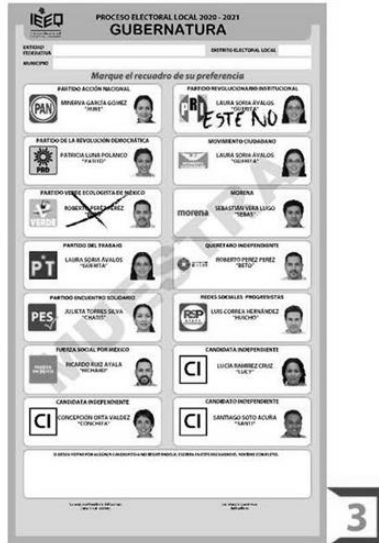 IEEQ
PROCESO ELECTORAL LOCAL 2020 - 2021
GUBERNATURA
ENTIDAD FEDERATIVA
DISTRITO ELECTORAL LOCAL
MUNICIPIO
Marque el recuadro de su preferencia
PARTIDO ACCIÓN NACIONAL
PAN
MINERVA GARCÍA GÓMEZ
"MINE"
PARTIDO REVOLUCIONARIO INSTITUCIONAL
PRI
LAURA SORIA ÁVALOS
"GÜERITA"
ESTE NO
PARTIDO DE LA REVOLUCIÓN DEMOCRÁTICA
PRD
PATRICIA LUNA POLANCO
MOVIMIENTO CIUDADANO
LAURA SORIA ÁVALOS
"GÜERITA"
PARTIDO VERDE ECOLOGISTA DE MÉXICO
VERDE
ROBERTO PÉREZ PÉREZ
MORENA
morena
SEBASTIÁN VERA LUGO
"SEBAS"
PARTIDO DEL TRABAJO
PT
LAURA SORIA ÁVALOS
"GÜERITA"
QUERÉTARO INDEPENDIENTE
ROBERTO PÉREZ PÉREZ
"BETO"
PARTIDO ENCUENTRO SOLIDARIO
PES
JULIETA TORRES SILVA
REDES SOCIALES PROGRESISTAS
RSP
LUIS CORREA HERNÁNDEZ
"HUICHO"
FUERZA SOCIAL POR MÉXICO
RICARDO RUIZ AYALA
"RICHARD"
CANDIDATA INDEPENDIENTE
CI
LUCÍA RAMÍREZ CRUZ
"LUCY"
CANDIDATA INDEPENDIENTE
CI
CONCEPCIÓN ORTA VALDEZ
"CONCHITA"
CANDIDATO INDEPENDIENTE
CI
SANTIAGO SOTO ACUÑA
"SANTI"
MUESTRA
3